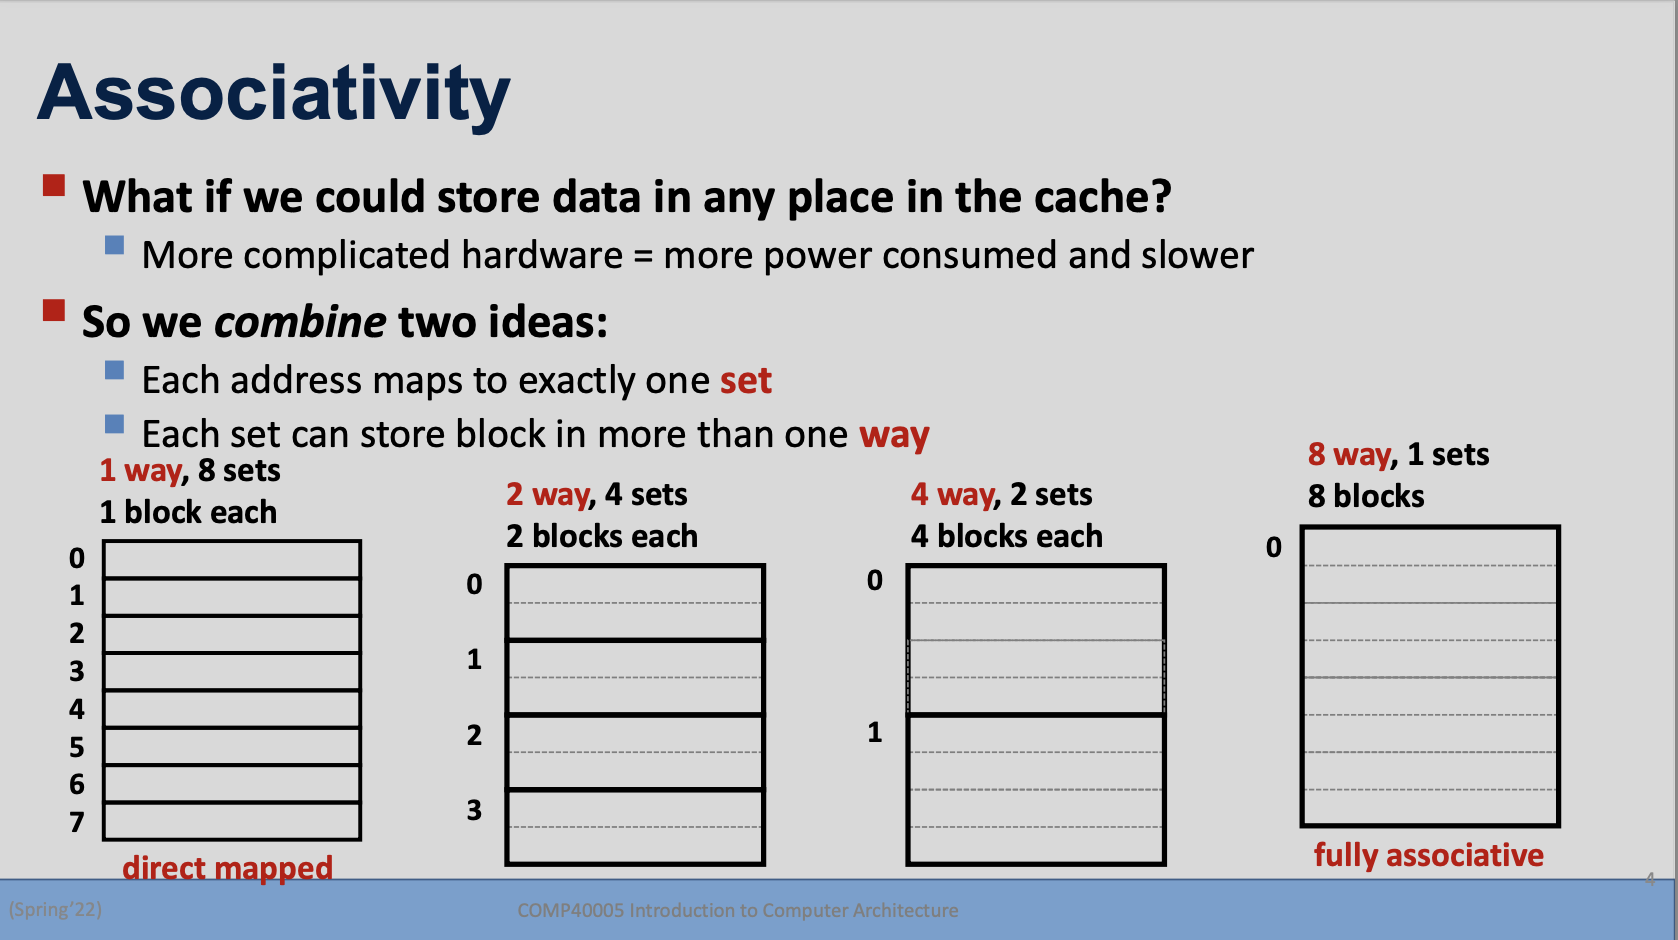 Associativity
What if we could store data in any place in the cache?
More complicated hardware = more power consumed and slower
So we combine two ideas:
Each address maps to exactly one set
Each set can store block in more than one way
1 way, 8 sets
1 block each
0
1
2
3
4
5
6
7
direct mapped
2 way, 4 sets
2 blocks each
0
1
2
3
4 way, 2 sets
4 blocks each
0
1
8 way, 1 sets
8 blocks
0
fully associative
4
(Spring’22)
COMP40005 Introduction to Computer Architecture